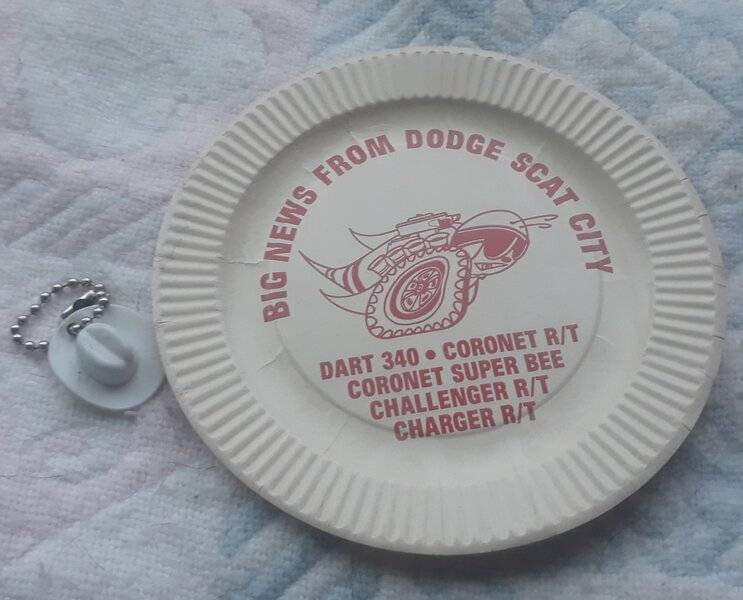 BIG NEWS FROM DODGE SCAT CITY
DART 340 • CORONET R/T
CORONET SUPER BEE
CHALLENGER R/T
CHARGER R/T